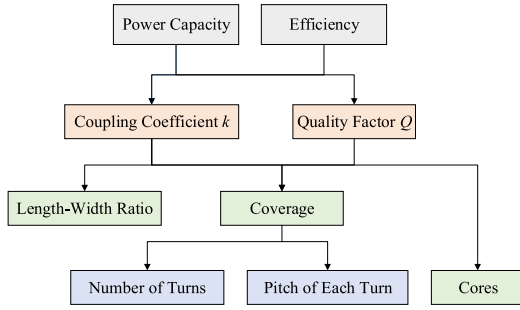 Power Capacity
Efficiency
Coupling Coefficient k
Quality Factor Q
Length-Width Ratio
Coverage
Number of Turns
Pitch of Each Turn
Cores